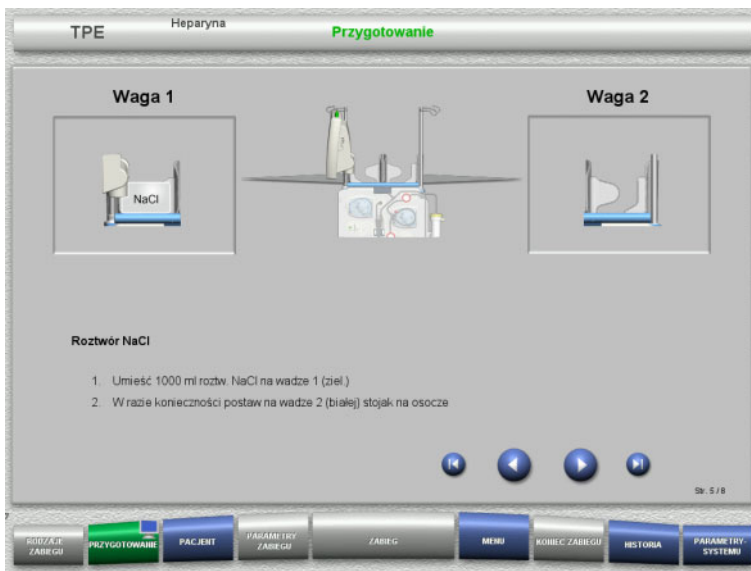 TPE
Heparyna
Przygotowanie
Waga 1
Waga 2
NaCl
Roztwór NaCl
1. Umieść 1000 ml roztw. NaCl na wadze 1 (ziel.)
2. W razie konieczności postaw na wadze 2 (białej) stojak na osocze
Str. 5 / 8
RODZAJE ZABIEGU
PRZYGOTOWANIE
PACJENT
PARAMETRY ZABIEGU
ZABIEG
MENU
KONIEC ZABIEGU
HISTORIA
PARAMETRY-SYSTEMU